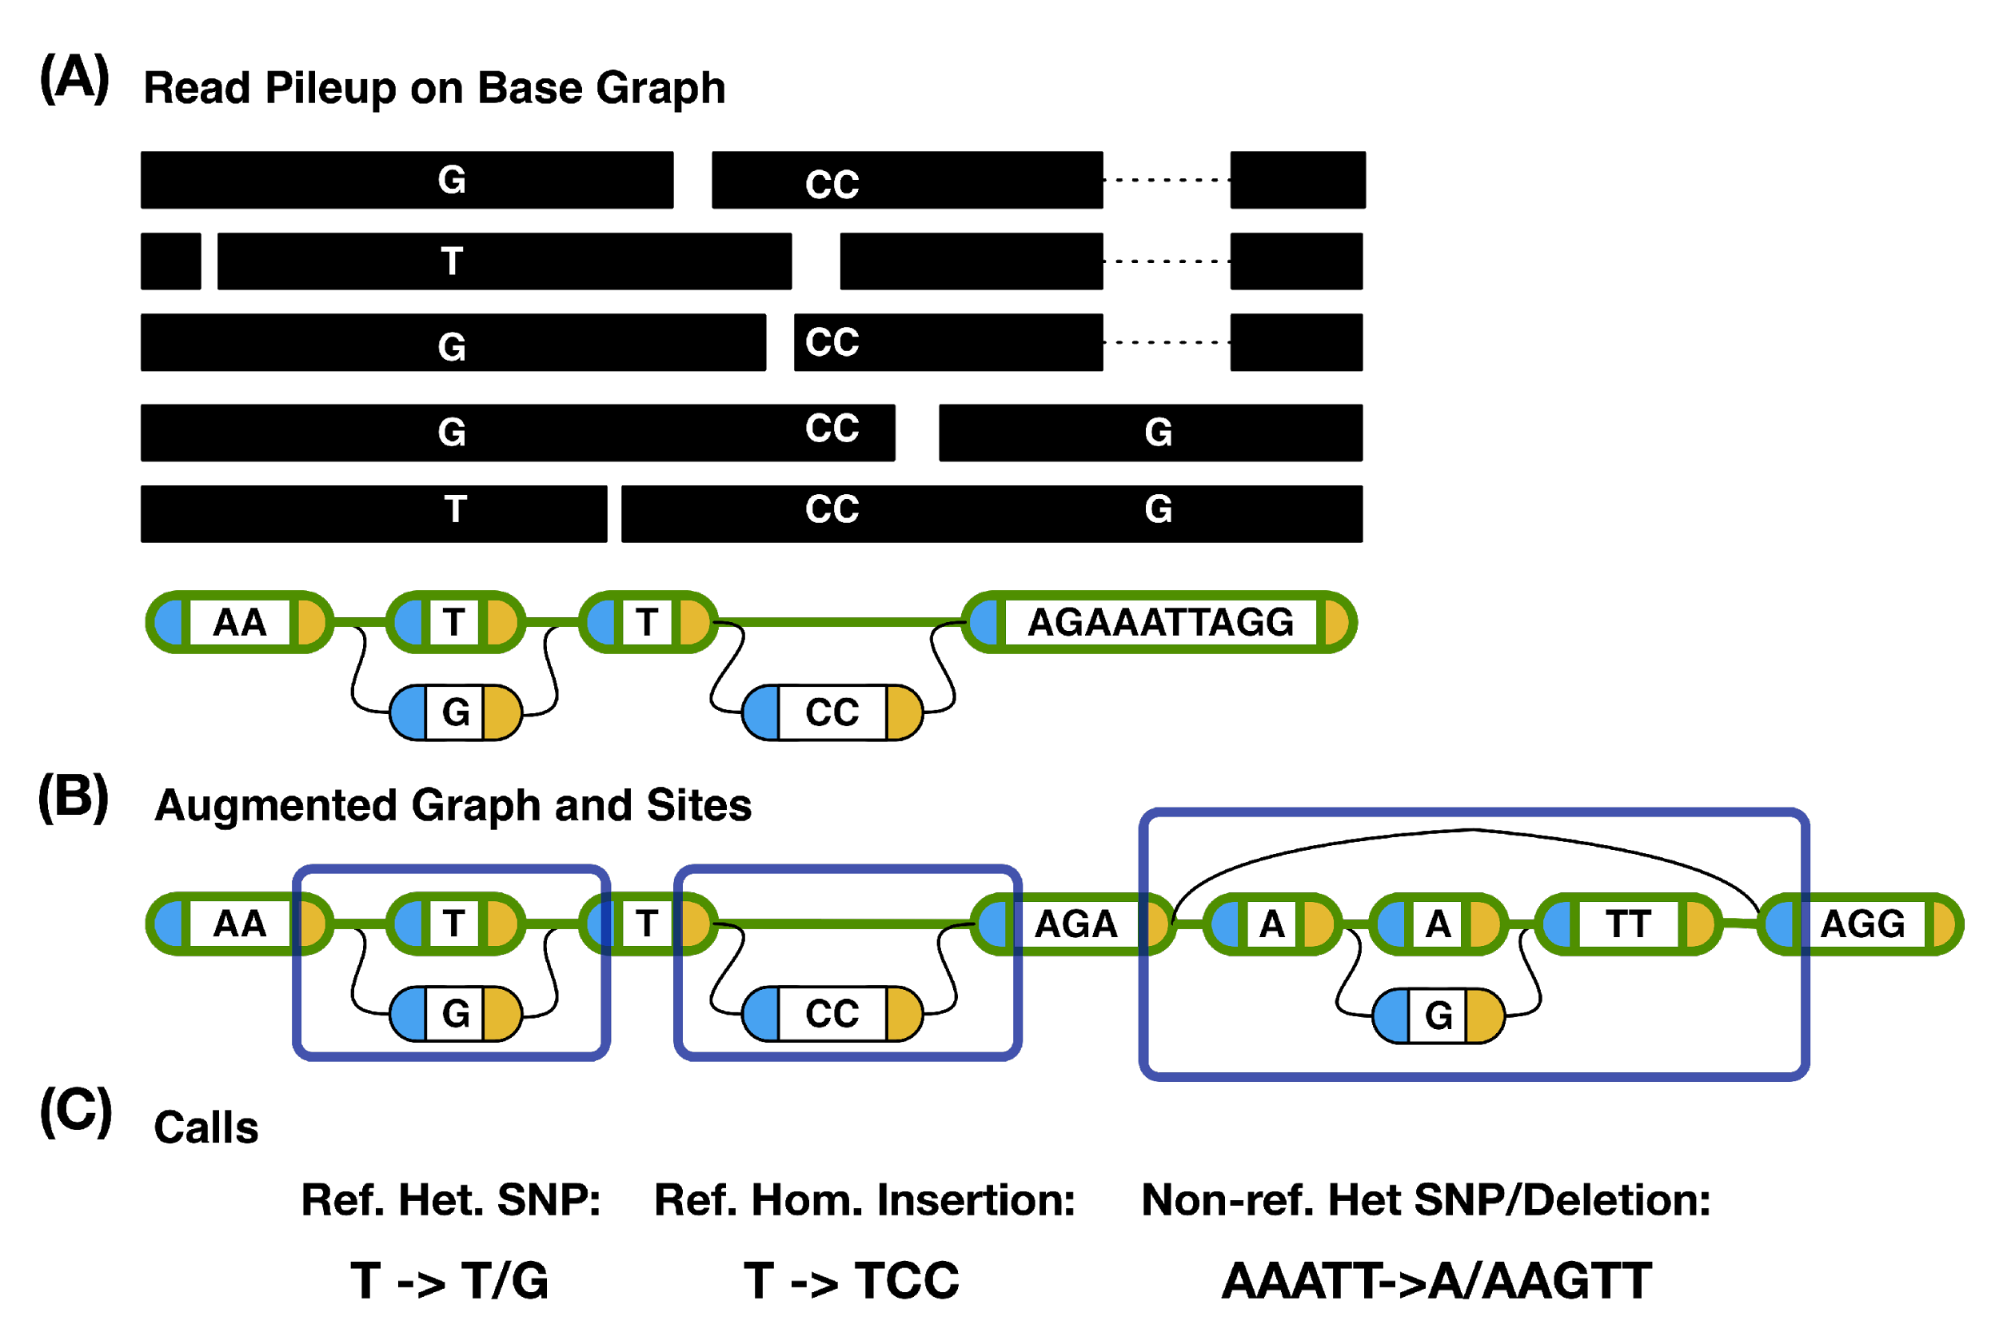 (A) Read Pileup on Base Graph
G CC
T
G CC
G CC G
T CC G
AA T T AGAAATTAGG
G CC
(B) Augmented Graph and Sites
AA T T AGA A A TT AGG
G CC G
(C) Calls
Ref. Het. SNP: Ref. Hom. Insertion: Non-ref. Het SNP/Deletion:
T -> T/G T -> TCC AAATT->A/AAGTT